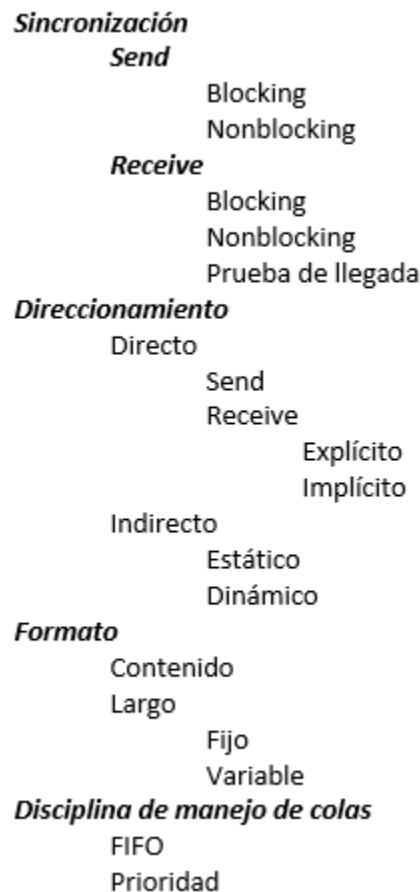 Sincronización
Send
Blocking
Nonblocking
Receive
Blocking
Nonblocking
Prueba de llegada
Direccionamiento
Directo
Send
Receive
Explícito
Implícito
Indirecto
Estático
Dinámico
Formato
Contenido
Largo
Fijo
Variable
Disciplina de manejo de colas
FIFO
Prioridad